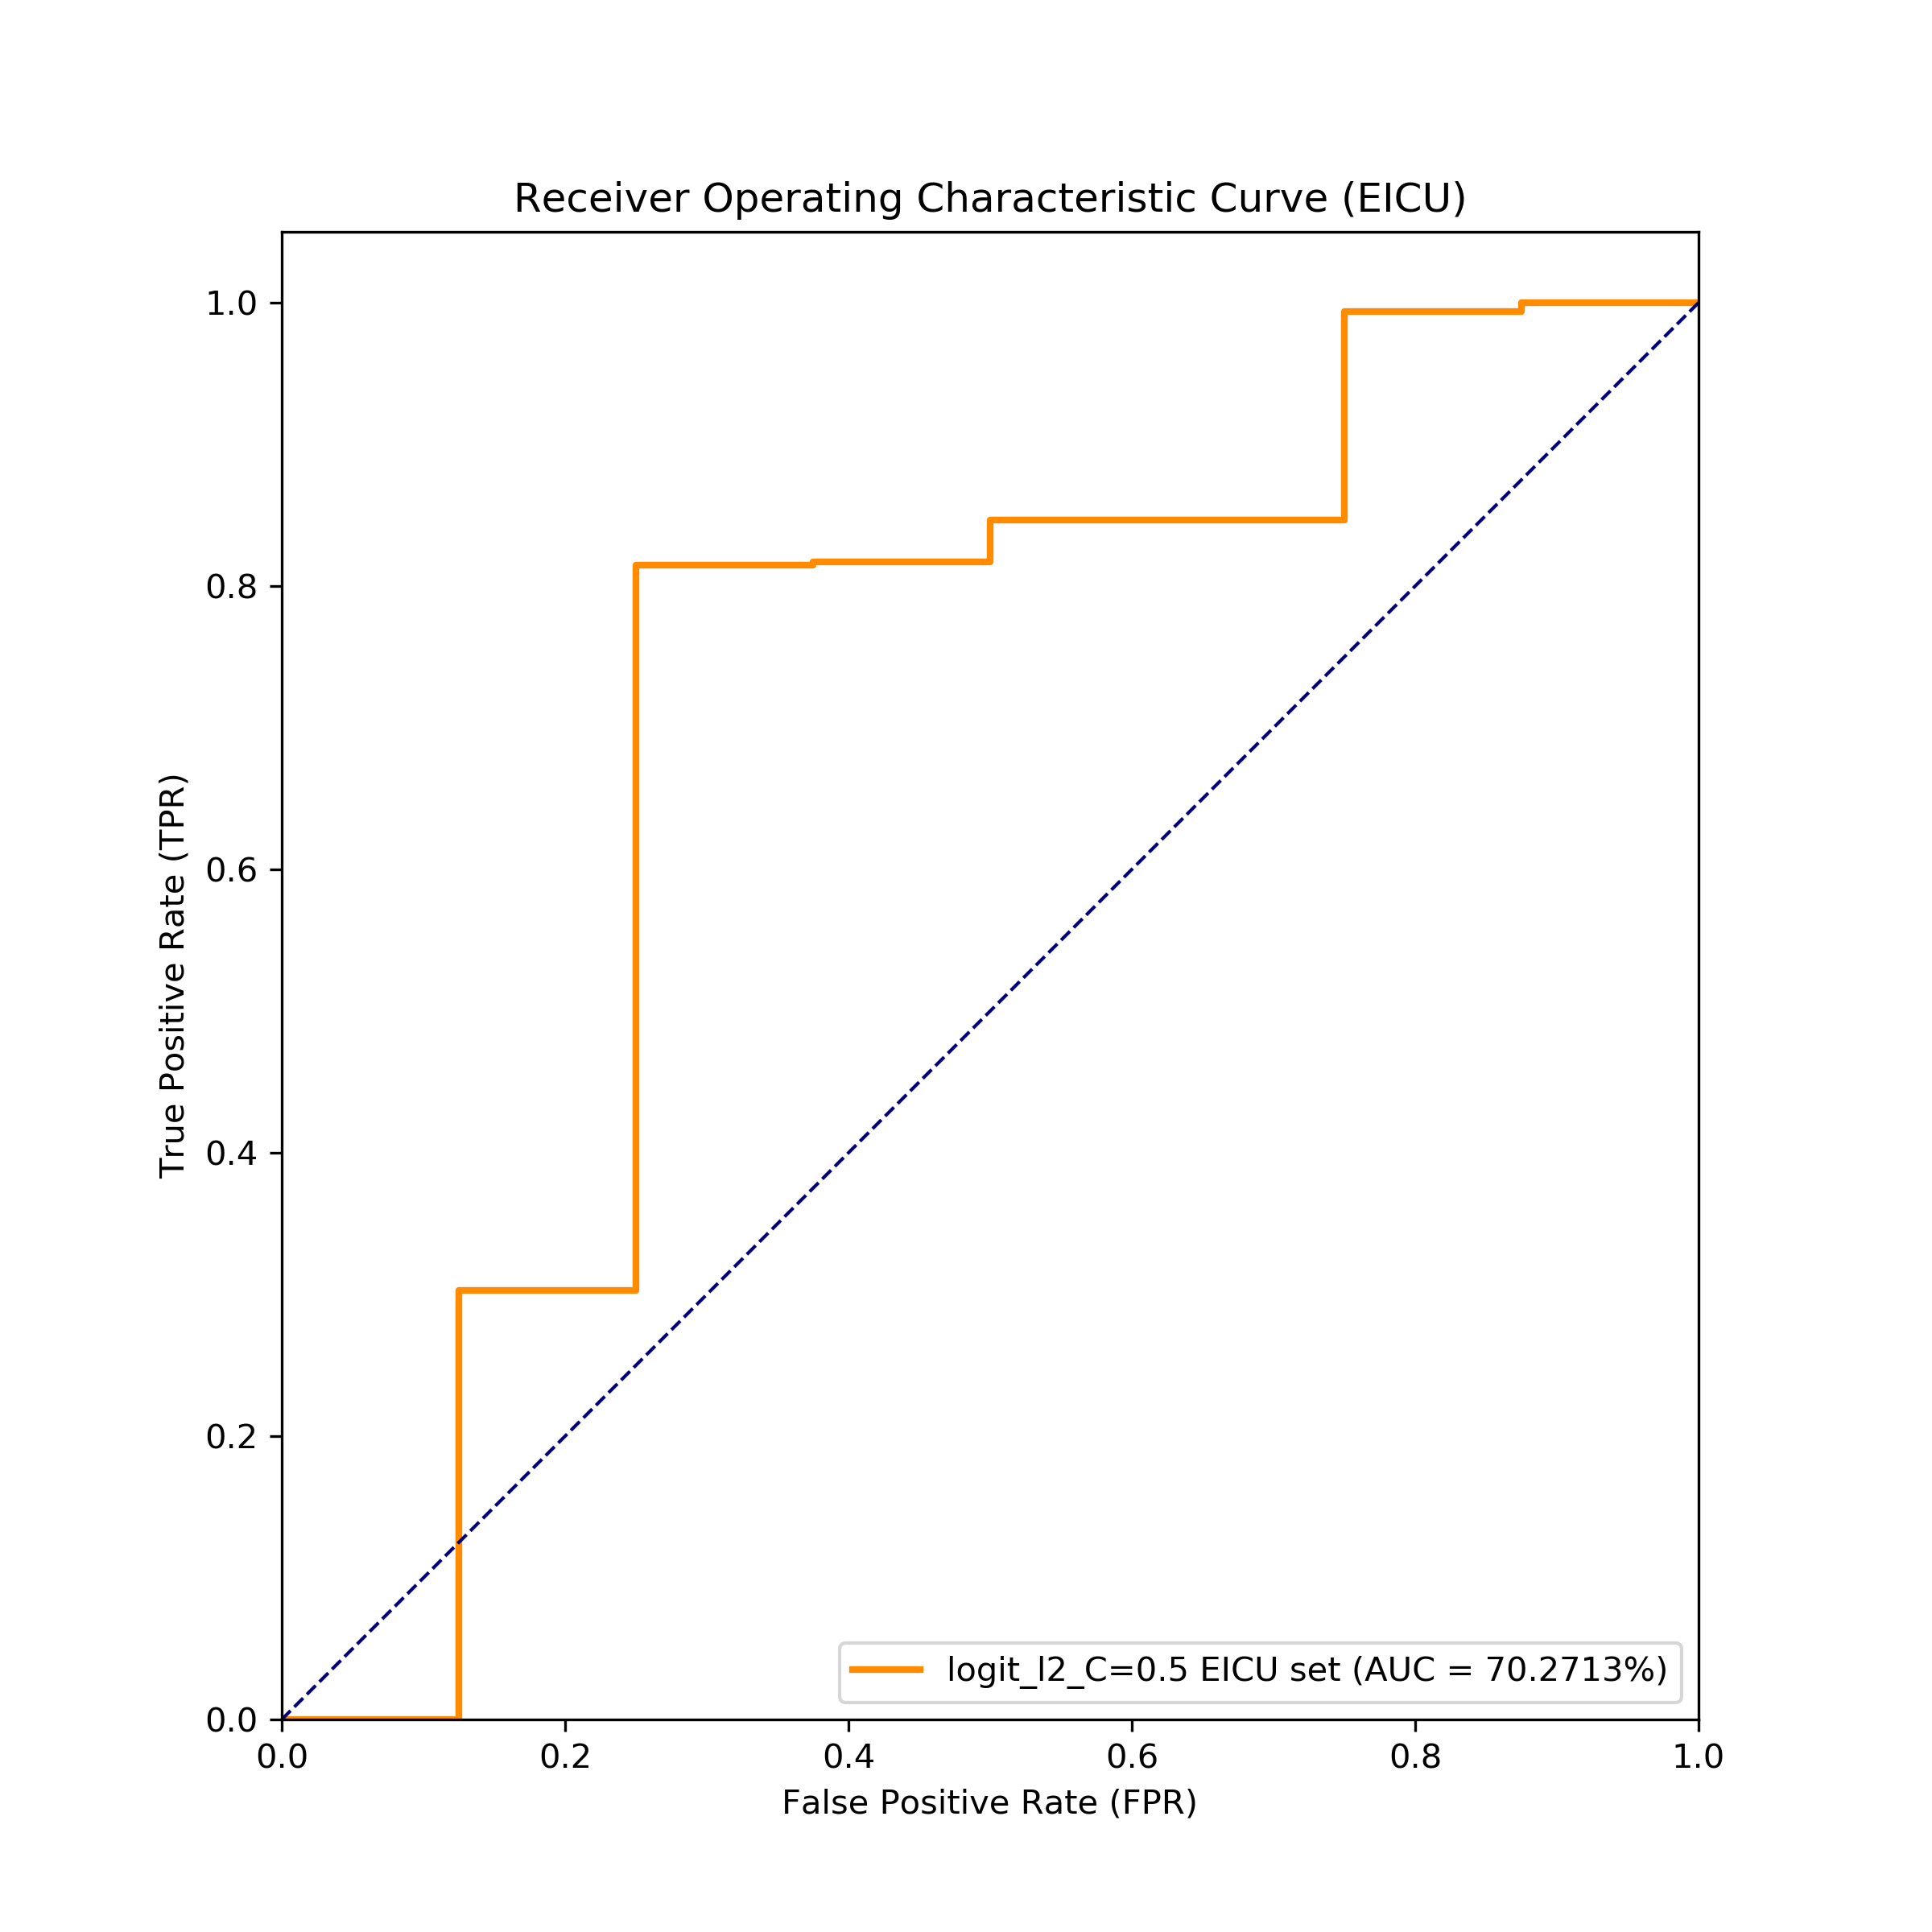 Receiver Operating Characteristic Curve (EICU)
1.0
0.8
0.6
0.4
0.2
0.0
True Positive Rate (TPR)
logit_l2_C=0.5 EICU set (AUC = 70.2713%)
0.0 0.2 0.4 0.6 0.8 1.0
False Positive Rate (FPR)